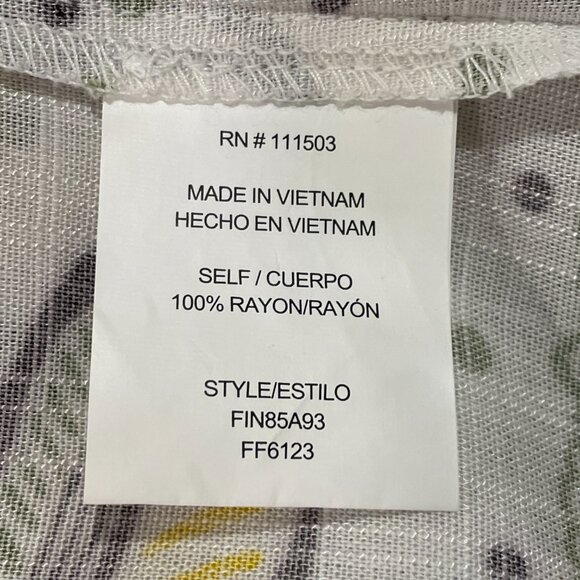 RN # 111503
MADE IN VIETNAM
HECHO EN VIETNAM
SELF / CUERPO
100% RAYON/RAYÓN
STYLE/ESTILO
FIN85A93
FF6123